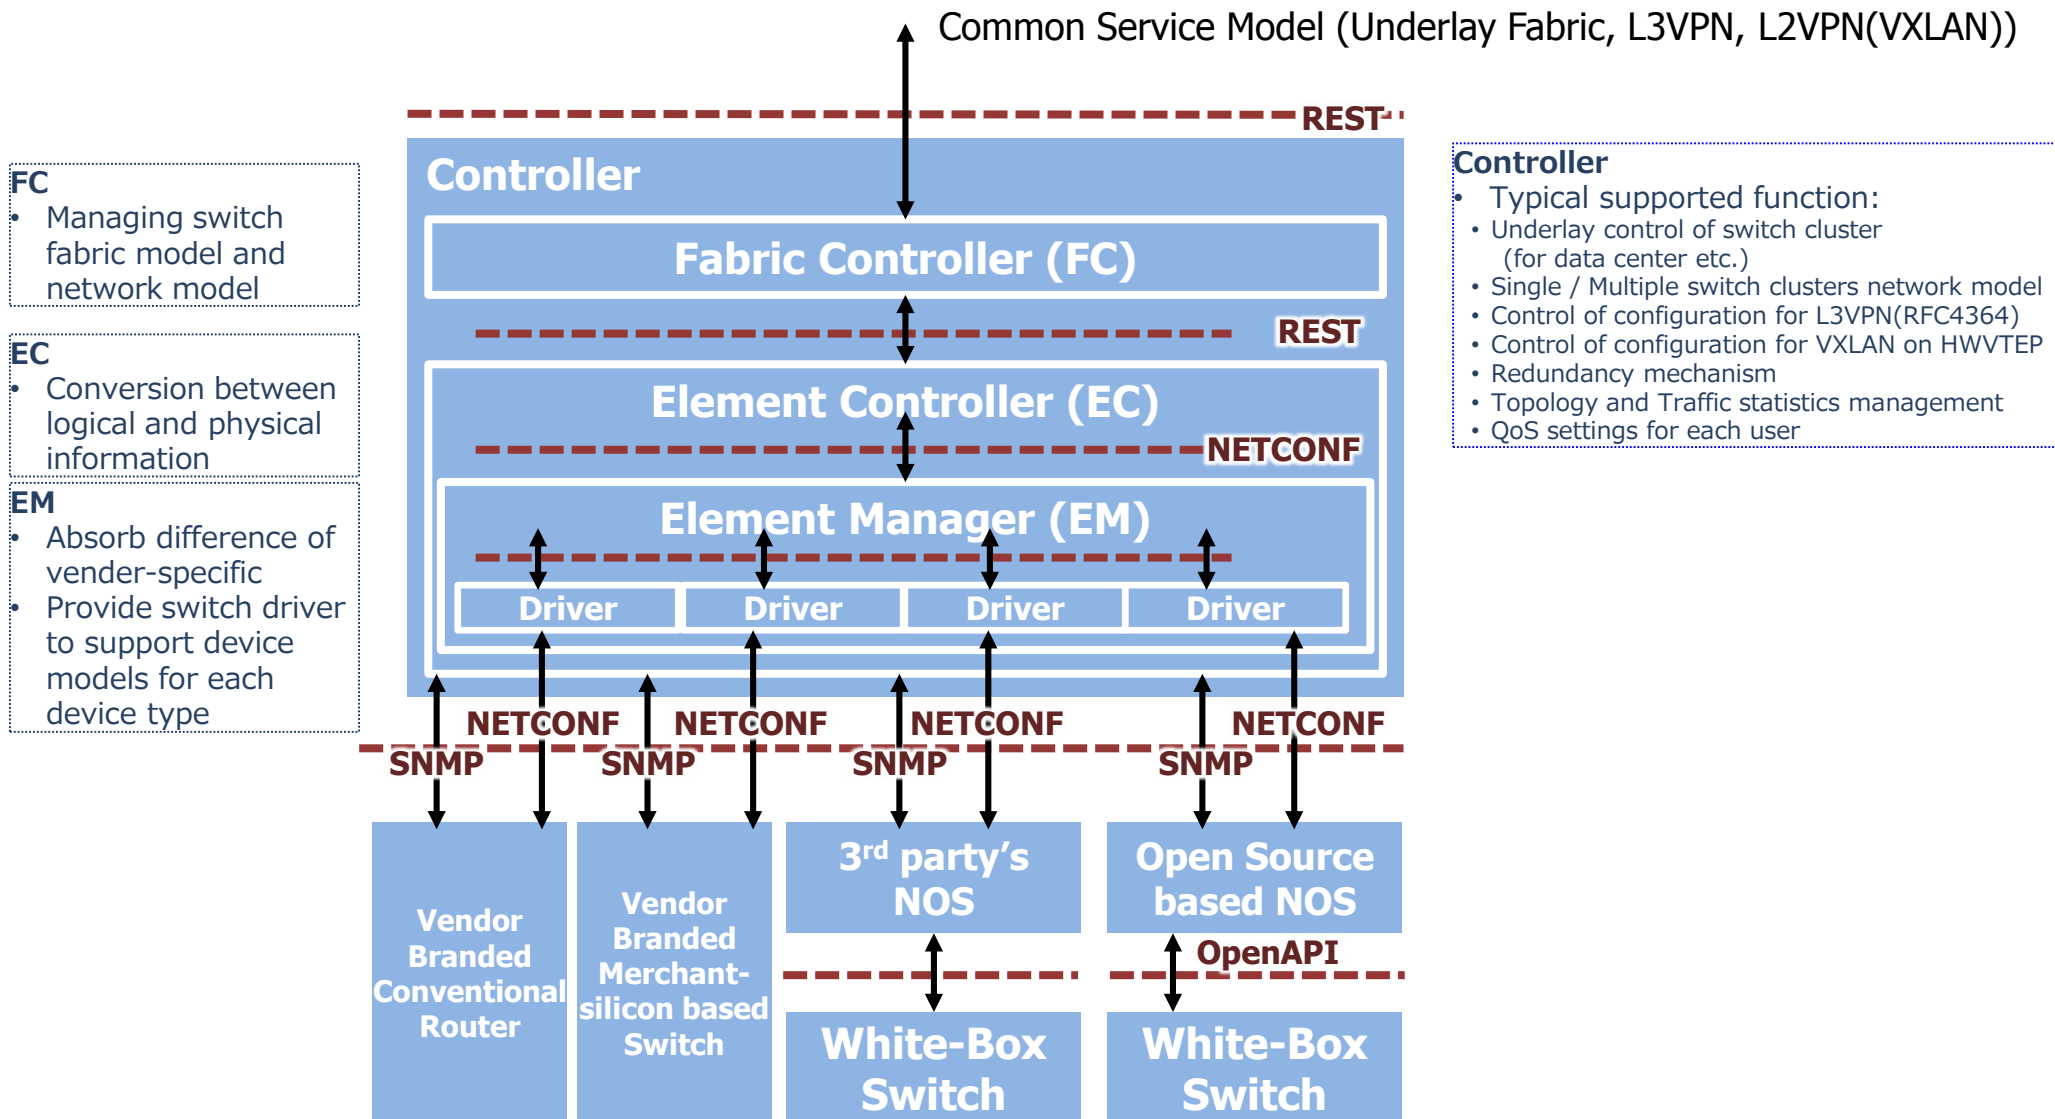 Common Service Model (Underlay Fabric, L3VPN, L2VPN(VXLAN))
REST
Controller
Fabric Controller (FC)
REST
Element Controller (EC)
NETCONF
Element Manager (EM)
Driver
Driver
Driver
Driver
FC
• Managing switch
fabric model and
network model
EC
• Conversion between
logical and physical
information
EM
• Absorb difference of
vender-specific
• Provide switch driver
to support device
models for each
device type
Controller
• Typical supported function:
• Underlay control of switch cluster
(for data center etc.)
• Single / Multiple switch clusters network model
• Control of configuration for L3VPN(RFC4364)
• Control of configuration for VXLAN on HWVTEP
• Redundancy mechanism
• Topology and Traffic statistics management
• QoS settings for each user
NETCONF
NETCONF
NETCONF
NETCONF
SNMP
SNMP
SNMP
SNMP
Vendor
Branded
Conventional
Router
Vendor
Branded
Merchant-
silicon based
Switch
3rd party’s
NOS
White-Box
Switch
Open Source
based NOS
OpenAPI
White-Box
Switch